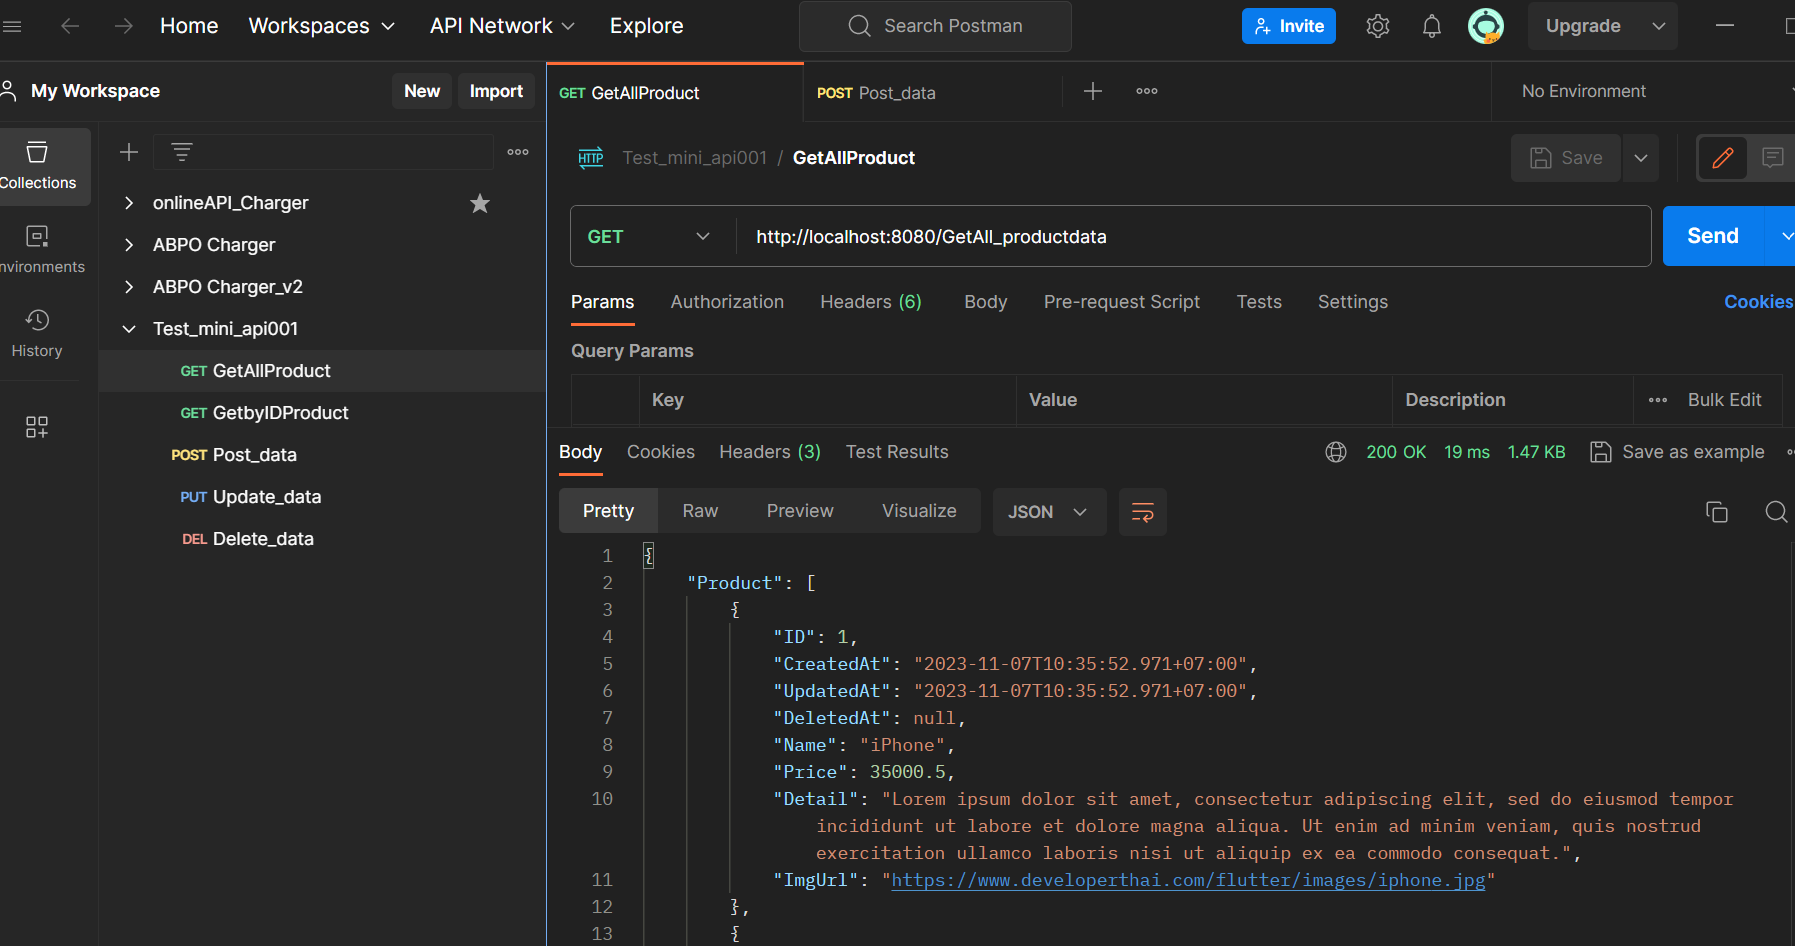 Home Workspaces API Network Explore Search Postman Invite Upgrade
My Workspace New Import
GET GetAllProduct POST Post_data No Environment
Collections
nvironments
History
onlineAPI_Charger
ABPO Charger
ABPO Charger_v2
Test_mini_api001
GET GetAllProduct
GET GetbyIDProduct
POST Post_data
PUT Update_data
DEL Delete_data
HTTP Test_mini_api001 / GetAllProduct Save
GET http://localhost:8080/GetAll_productdata Send
Params Authorization Headers (6) Body Pre-request Script Tests Settings Cookies
Query Params
Key Value Description Bulk Edit
Body Cookies Headers (3) Test Results 200 OK 19 ms 1.47 KB Save as example
Pretty Raw Preview Visualize JSON
1 {
2 "Product": [
3 {
4 "ID": 1,
5 "CreatedAt": "2023-11-07T10:35:52.971+07:00",
6 "UpdatedAt": "2023-11-07T10:35:52.971+07:00",
7 "DeletedAt": null,
8 "Name": "iPhone",
9 "Price": 35000.5,
10 "Detail": "Lorem ipsum dolor sit amet, consectetur adipiscing elit, sed do eiusmod tempor
incididunt ut labore et dolore magna aliqua. Ut enim ad minim veniam, quis nostrud
exercitation ullamco laboris nisi ut aliquip ex ea commodo consequat.",
11 "ImgUrl": "https://www.developerthai.com/flutter/images/iphone.jpg"
12 },
13 {